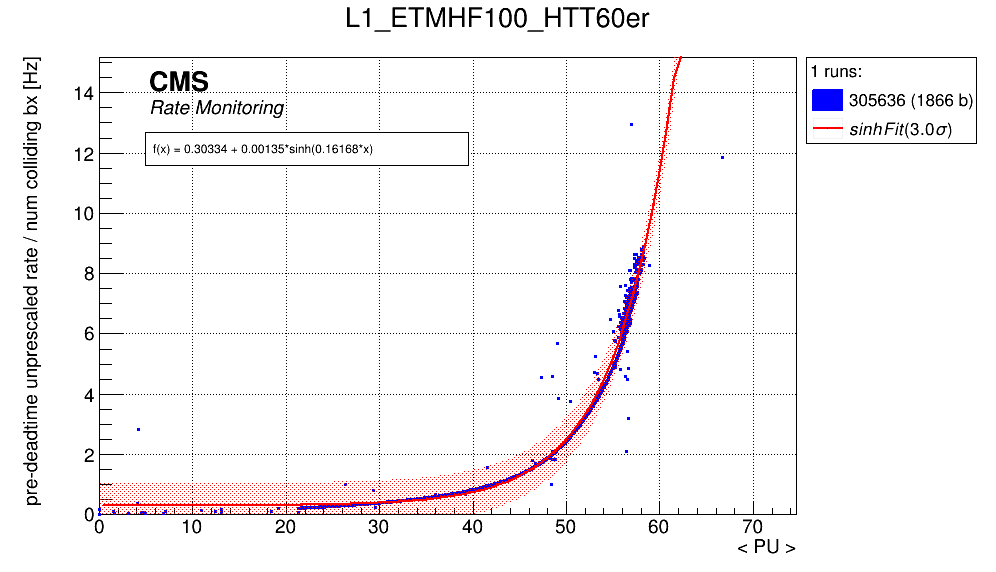 L1_ETMHF100_HTT60er
pre-deadtime unprescaled rate / num colliding bx [Hz]
CMS
Rate Monitoring
f(x) = 0.30334 + 0.00135*sinh(0.16168*x)
1 runs:
305636 (1866 b)
sinhFit(3.0σ)
14
12
10
8
6
4
2
0
0 10 20 30 40 50 60 70
< PU >